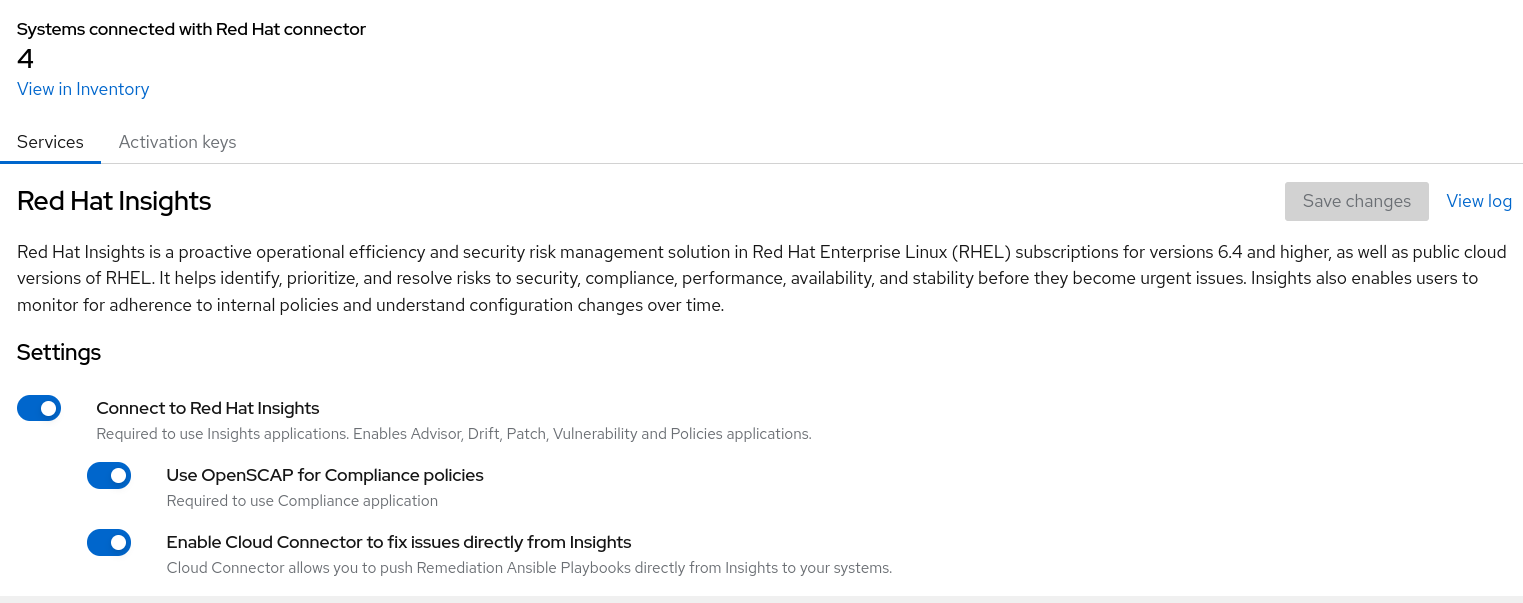 Systems connected with Red Hat connector
4
View in Inventory
Services
Activation keys
Red Hat Insights
Save changes
View log
Red Hat Insights is a proactive operational efficiency and security risk management solution in Red Hat Enterprise Linux (RHEL) subscriptions for versions 6.4 and higher, as well as public cloud
versions of RHEL. It helps identify, prioritize, and resolve risks to security, compliance, performance, availability, and stability before they become urgent issues. Insights also enables users to
monitor for adherence to internal policies and understand configuration changes over time.
Settings
Connect to Red Hat Insights
Required to use Insights applications. Enables Advisor, Drift, Patch, Vulnerability and Policies applications.
Use OpenSCAP for Compliance policies
Required to use Compliance application
Enable Cloud Connector to fix issues directly from Insights
Cloud Connector allows you to push Remediation Ansible Playbooks directly from Insights to your systems.